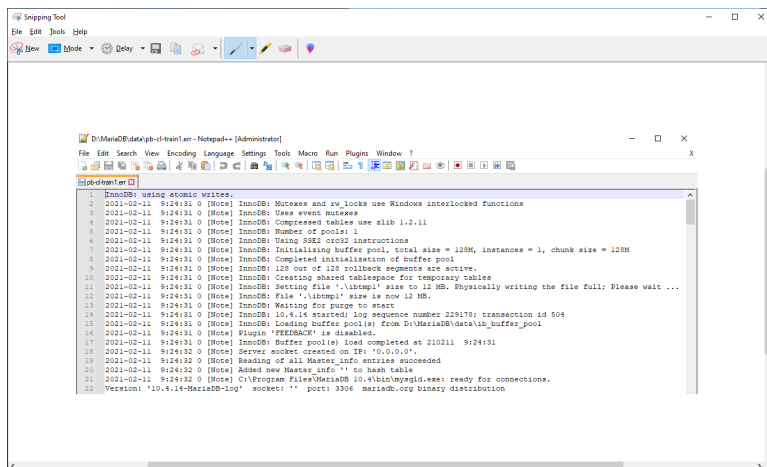 Snipping Tool
File Edit Tools Help
New Mode Delay
D:\MariaDB\data\pb-cl-train1.err - Notepad++ [Administrator]
File Edit Search View Encoding Language Settings Tools Macro Run Plugins Window ? X
pb-cl-train1.err
1 InnoDB: using atomic writes.
2 2021-02-11 9:24:31 0 [Note] InnoDB: Mutexes and rw_locks use Windows interlocked functions
3 2021-02-11 9:24:31 0 [Note] InnoDB: Uses event mutexes
4 2021-02-11 9:24:31 0 [Note] InnoDB: Compressed tables use zlib 1.2.11
5 2021-02-11 9:24:31 0 [Note] InnoDB: Number of pools: 1
6 2021-02-11 9:24:31 0 [Note] InnoDB: Using SSE2 crc32 instructions
7 2021-02-11 9:24:31 0 [Note] InnoDB: Initializing buffer pool, total size = 128M, instances = 1, chunk size = 128M
8 2021-02-11 9:24:31 0 [Note] InnoDB: Completed initialization of buffer pool
9 2021-02-11 9:24:31 0 [Note] InnoDB: 128 out of 128 rollback segments are active.
10 2021-02-11 9:24:31 0 [Note] InnoDB: Creating shared tablespace for temporary tables
11 2021-02-11 9:24:31 0 [Note] InnoDB: Setting file '.\ibtmp1' size to 12 MB. Physically writing the file full; Please wait ...
12 2021-02-11 9:24:31 0 [Note] InnoDB: File '.\ibtmp1' size is now 12 MB.
13 2021-02-11 9:24:31 0 [Note] InnoDB: Waiting for purge to start
14 2021-02-11 9:24:31 0 [Note] InnoDB: 10.4.14 started; log sequence number 229178; transaction id 504
15 2021-02-11 9:24:31 0 [Note] InnoDB: Loading buffer pool(s) from D:\MariaDB\data\ib_buffer_pool
16 2021-02-11 9:24:31 0 [Note] Plugin 'FEEDBACK' is disabled.
17 2021-02-11 9:24:31 0 [Note] InnoDB: Buffer pool(s) load completed at 210211 9:24:31
18 2021-02-11 9:24:32 0 [Note] Server socket created on IP: '0.0.0.0'.
19 2021-02-11 9:24:32 0 [Note] Reading of all Master_info entries succeeded
20 2021-02-11 9:24:32 0 [Note] Added new Master_info '' to hash table
21 2021-02-11 9:24:32 0 [Note] C:\Program Files\MariaDB 10.4\bin\mysqld.exe: ready for connections.
22 Version: '10.4.14-MariaDB-log' socket: '' port: 3306 mariadb.org binary distribution